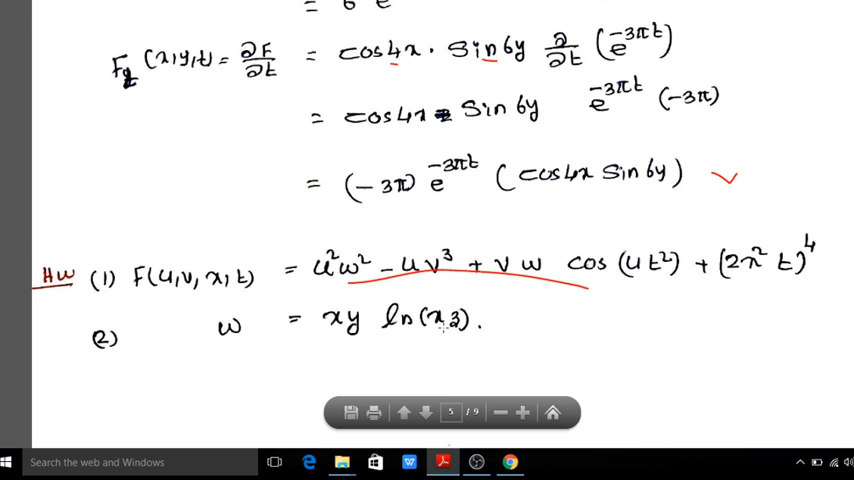 = 6 e
Fₜ (x,y,t) = ∂F/∂t = cos4x · Sin6y ∂/∂t (e^{-3πt})
= cos4x Sin6y e^{-3πt} (-3π)
= (-3π) e^{-3πt} (cos4x Sin6y)
HW (1) F(u,v,x,t) = u²w² - uv³ + v w cos(ut²) + (2x² t)⁴
(2) w = xy ln(xz).
5 / 9
Search the web and Windows